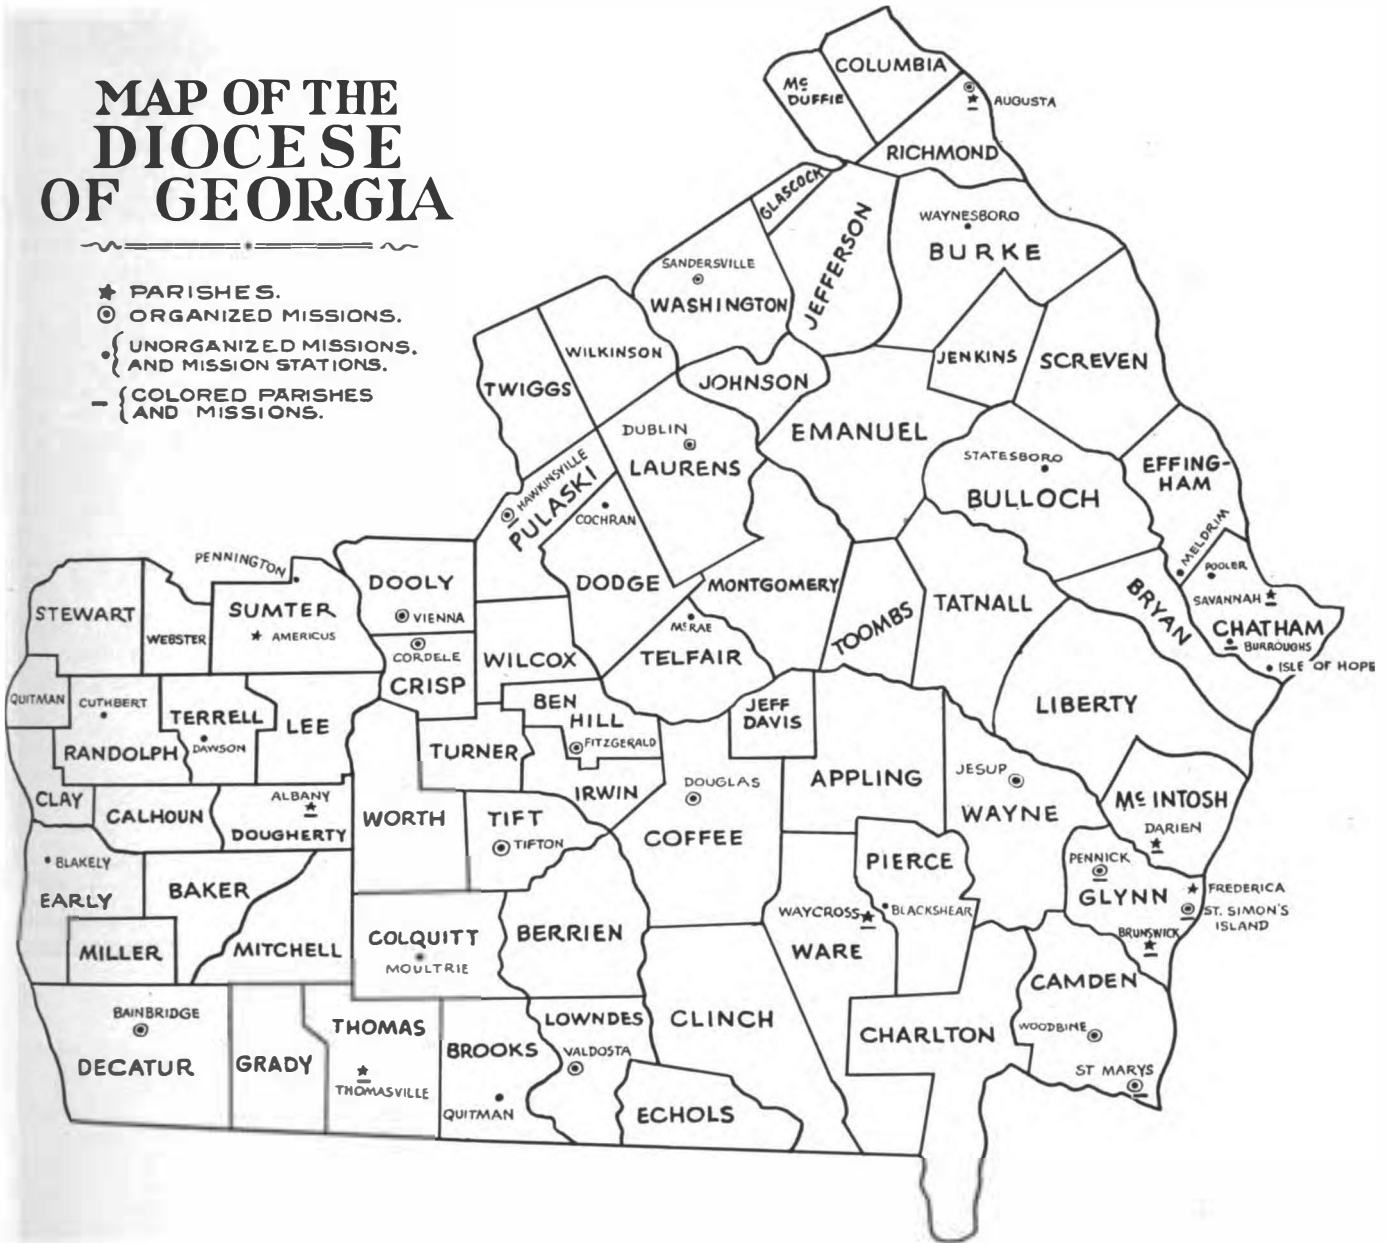 MAP OF THE
DIOCESE
OF GEORGIA
PARISHES.
ORGANIZED MISSIONS.
UNORGANIZED MISSIONS.
AND MISSION STATIONS.
COLORED PARISHES
AND MISSIONS.
COLUMBIA
Mc
DUFFIE
AUGUSTA
RICHMOND
GLASCOCK
JEFFERSON
WAYNESBORO
BURKE
SANDERSVILLE
WASHINGTON
WILKINSON
TWIGGS
JOHNSON
JENKINS
SCREVEN
EMANUEL
DUBLIN
LAURENS
STATESBORO
BULLOCH
EFFING-
HAM
HAWKINSVILLE
PULASKI
COCHRAN
MELDRIM
POOLER
SAVANNAH
CHATHAM
BURROUGHS
ISLE OF HOPE
BRYAN
PENNINGTON
STEWART
WEBSTER
SUMTER
AMERICUS
DOOLY
VIENNA
CORDELE
CRISP
WILCOX
DODGE
MONTGOMERY
McRAE
TELFAIR
TOOMBS
TATNALL
LIBERTY
QUITMAN
CUTHBERT
RANDOLPH
TERRELL
DAWSON
LEE
BEN
HILL
FITZGERALD
TURNER
IRWIN
JEFF
DAVIS
APPLING
JESUP
WAYNE
Mc INTOSH
DARIEN
CLAY
CALHOUN
ALBANY
DOUGHERTY
WORTH
TIFT
TIFTON
DOUGLAS
COFFEE
PIERCE
BLACKSHEAR
PENNICK
GLYNN
FREDERICA
ST. SIMON'S
ISLAND
BRUNSWICK
BLAKELY
EARLY
BAKER
MILLER
MITCHELL
COLQUITT
MOULTRIE
BERRIEN
WAYCROSS
WARE
CAMDEN
WOODBINE
ST MARYS
BAINBRIDGE
DECATUR
GRADY
THOMAS
THOMASVILLE
BROOKS
QUITMAN
LOWNDES
VALDOSTA
CLINCH
ECHOLS
CHARLTON